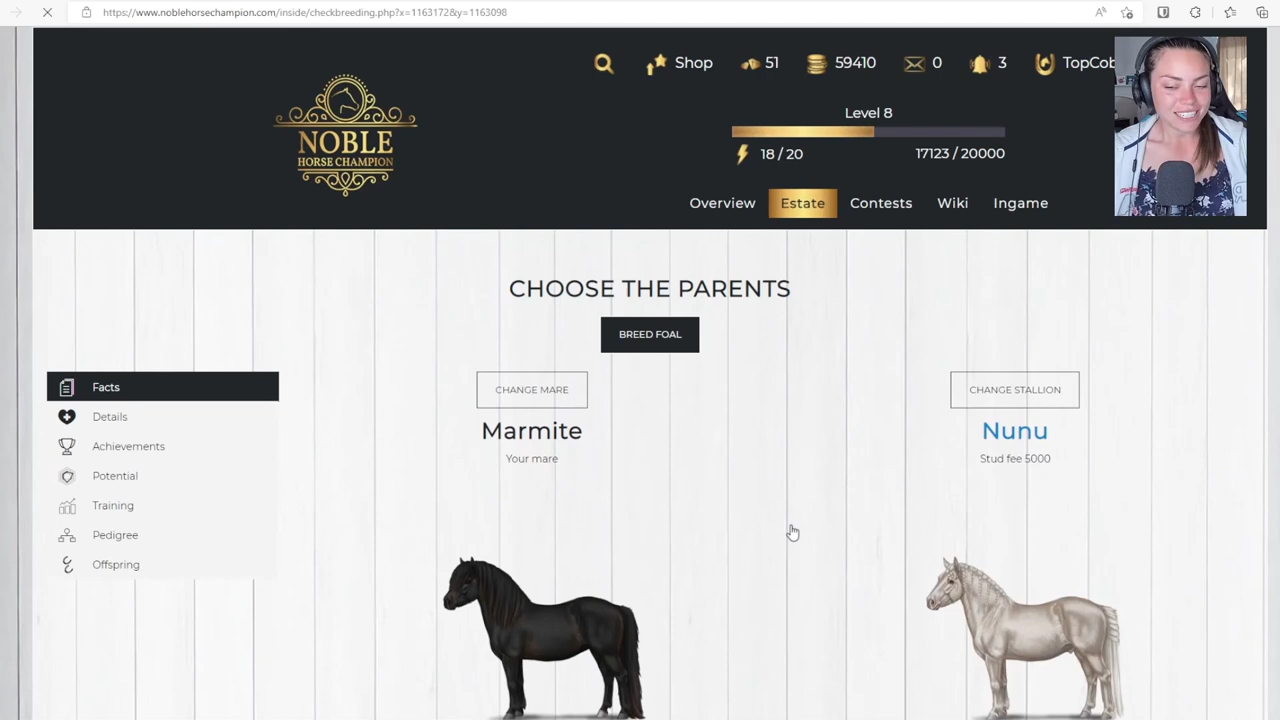 https://www.noblehorsechampion.com/inside/checkbreeding.php?x=1163172&y=1163098
Shop
51
59410
0
3
TopCob
NOBLE
HORSE CHAMPION
Level 8
18 / 20
17123 / 20000
Overview
Estate
Contests
Wiki
Ingame
CHOOSE THE PARENTS
BREED FOAL
Facts
Details
Achievements
Potential
Training
Pedigree
Offspring
CHANGE MARE
Marmite
Your mare
CHANGE STALLION
Nunu
Stud fee 5000